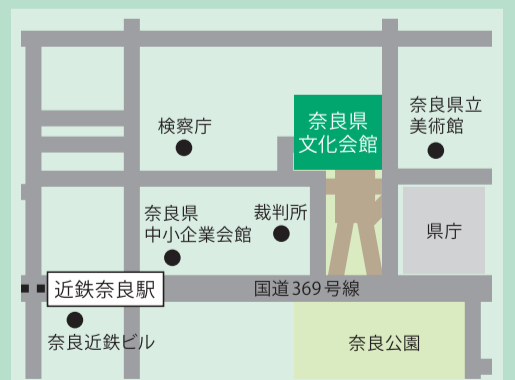 奈良県
文化会館
奈良県立
美術館
検察庁
奈良県
中小企業会館
裁判所
県庁
近鉄奈良駅
国道369号線
奈良近鉄ビル
奈良公園